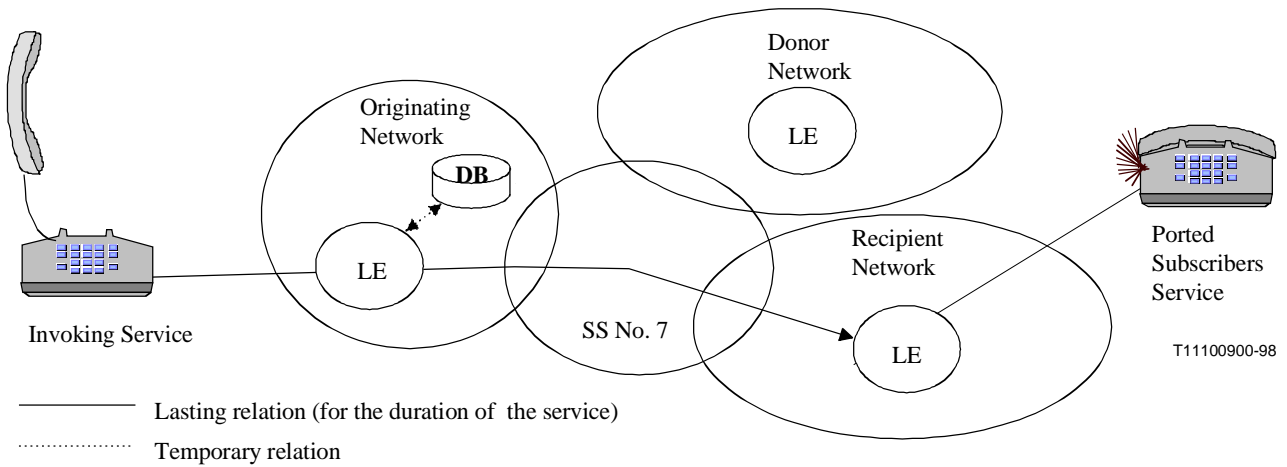 Donor
Network
LE
Originating
Network
DB
LE
Recipient
Network
LE
SS No. 7
Ported
Subscribers
Service
Invoking Service
T11100900-98
Lasting relation (for the duration of the service)
Temporary relation